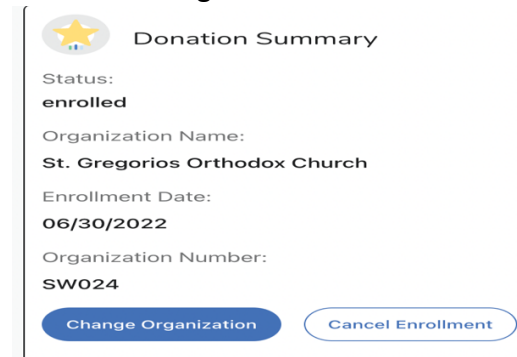 Donation Summary
Status:
enrolled
Organization Name:
St. Gregorios Orthodox Church
Enrollment Date:
06/30/2022
Organization Number:
SW024
Change Organization Cancel Enrollment